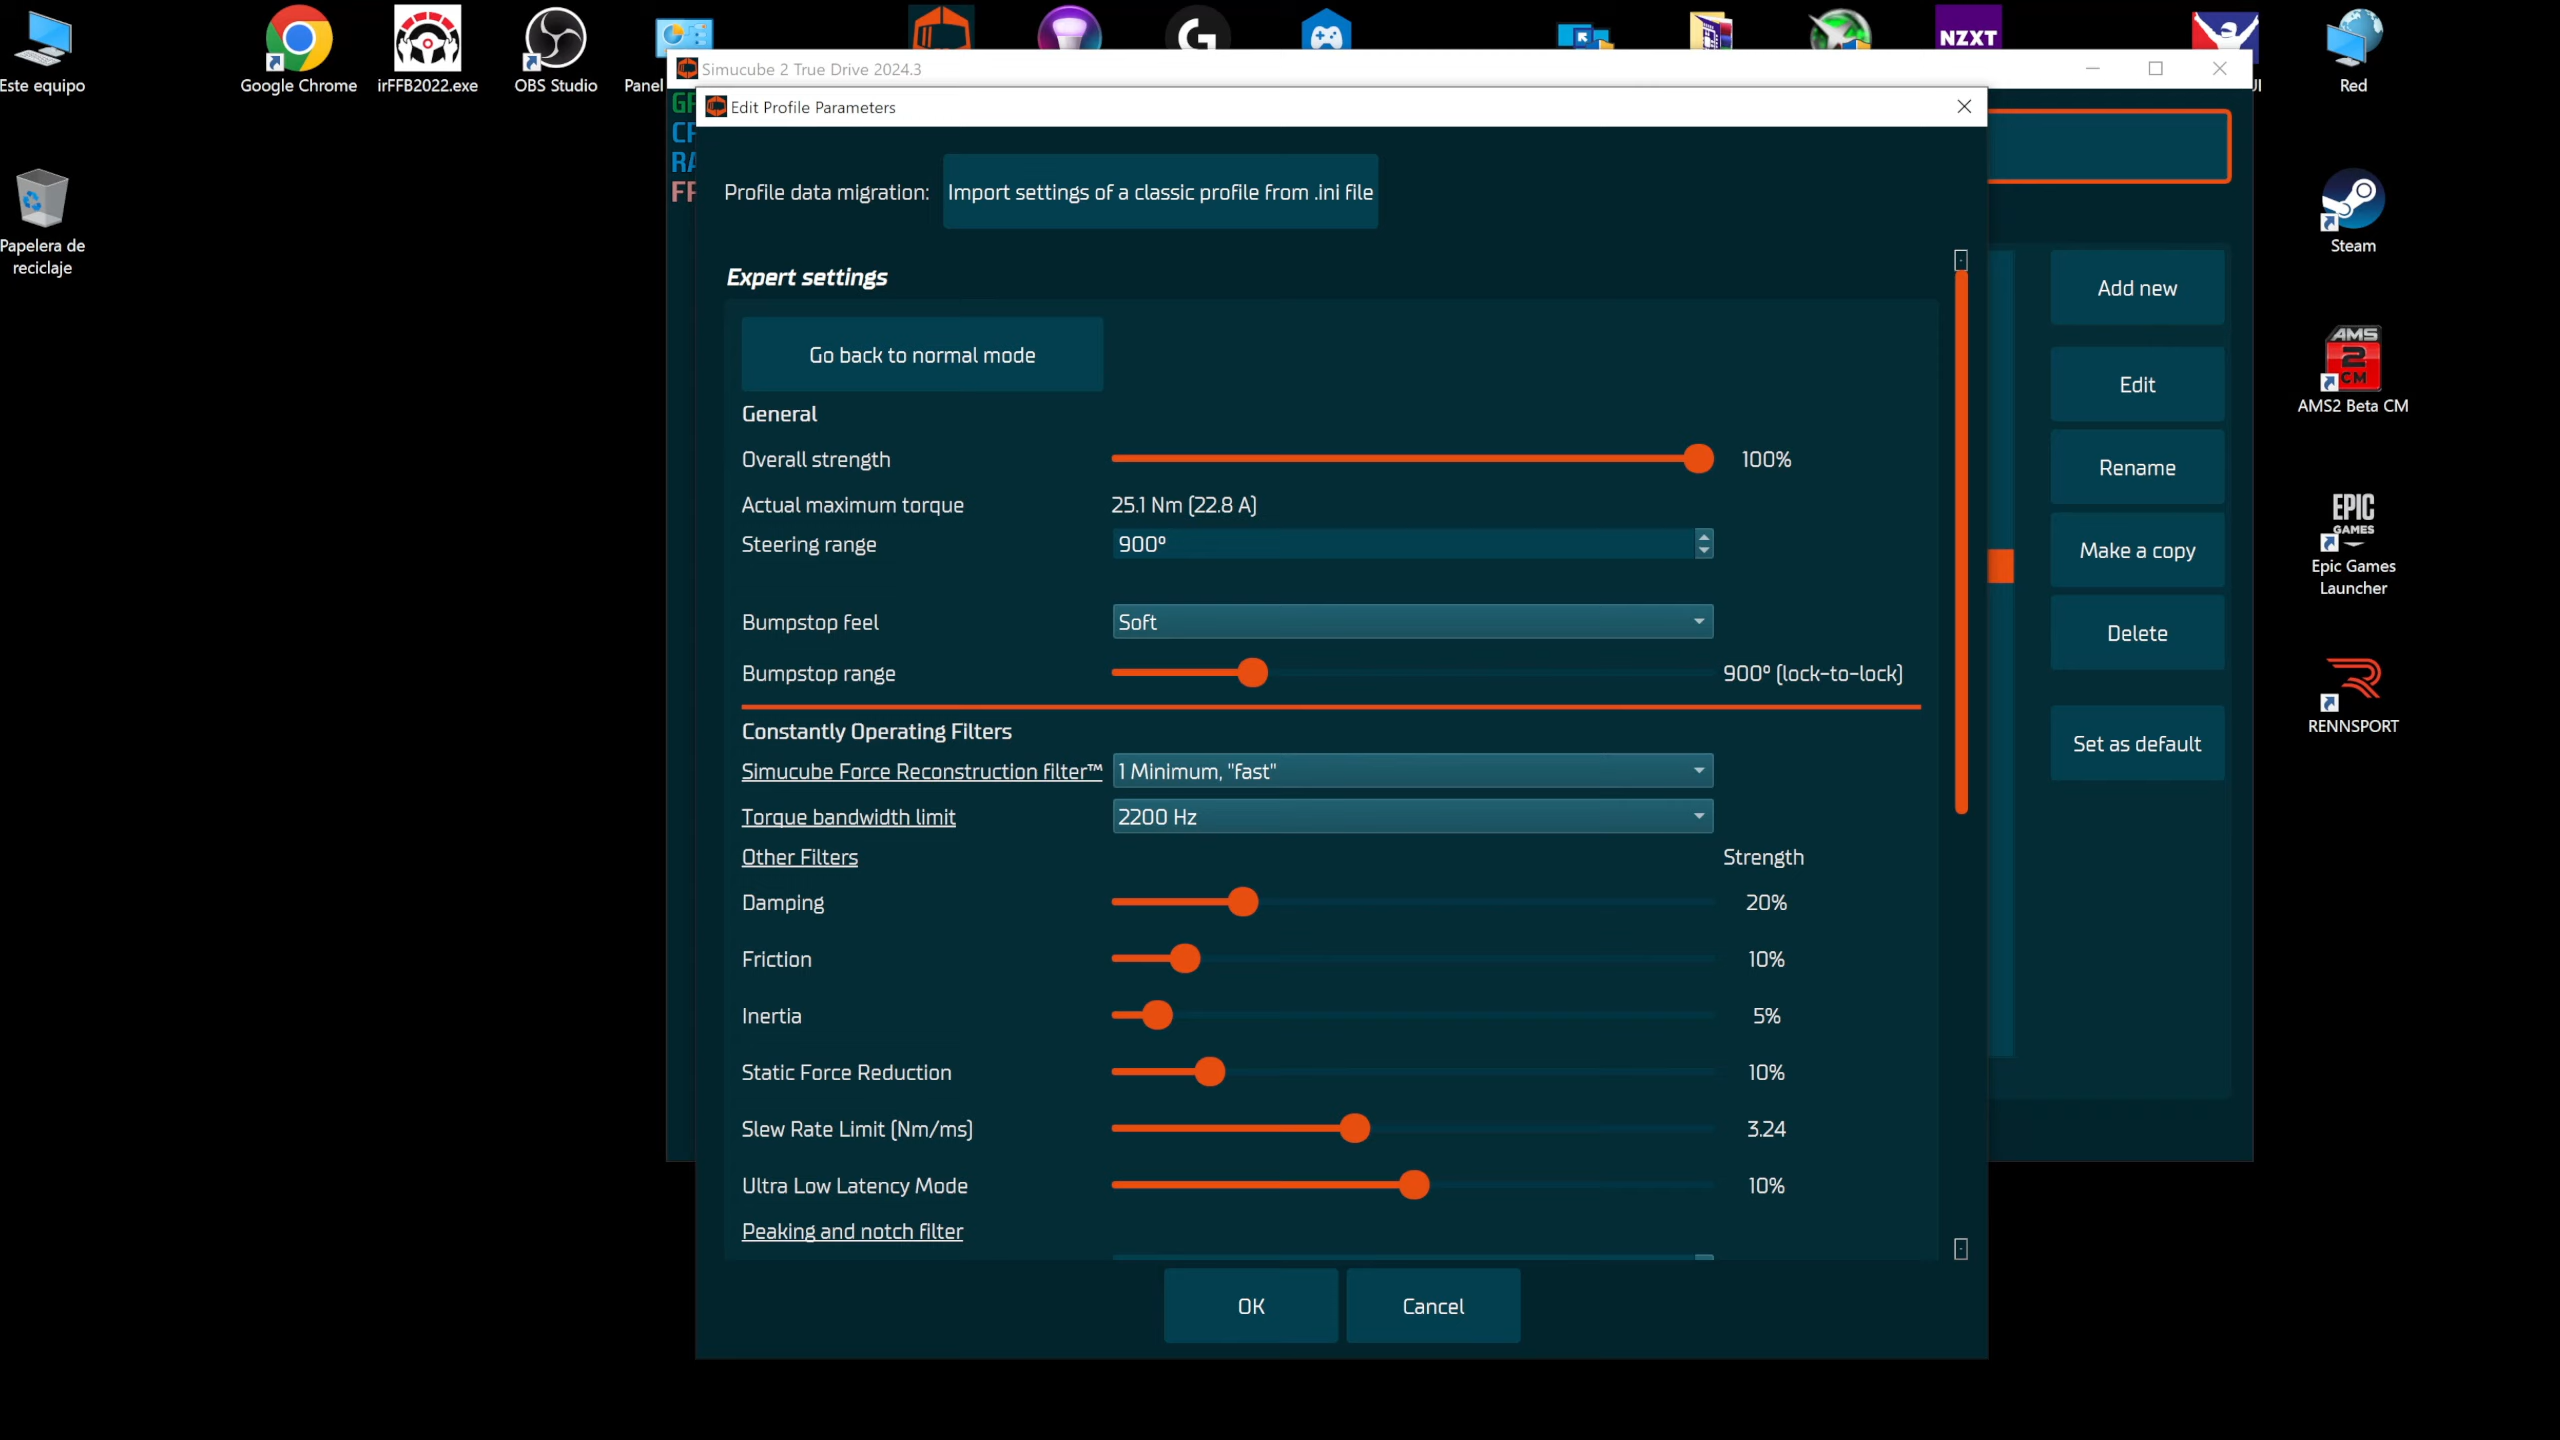 Este equipo
Google Chrome
irFFB2022.exe
OBS Studio
Panel
NZXT
Red
Simucube 2 True Drive 2024.3
Edit Profile Parameters
Papelera de
reciclaje
Steam
AMS
2
CM
AMS2 Beta CM
EPIC
GAMES
Epic Games
Launcher
RENNSPORT
Profile data migration:
Import settings of a classic profile from .ini file
Expert settings
Go back to normal mode
General
Overall strength
100%
Actual maximum torque
25.1 Nm (22.8 A)
Steering range
900º
Bumpstop feel
Soft
Bumpstop range
900º (lock-to-lock)
Constantly Operating Filters
Simucube Force Reconstruction filter™
1 Minimum, "fast"
Torque bandwidth limit
2200 Hz
Other Filters
Strength
Damping
20%
Friction
10%
Inertia
5%
Static Force Reduction
10%
Slew Rate Limit (Nm/ms)
3.24
Ultra Low Latency Mode
10%
Peaking and notch filter
OK
Cancel
Add new
Edit
Rename
Make a copy
Delete
Set as default